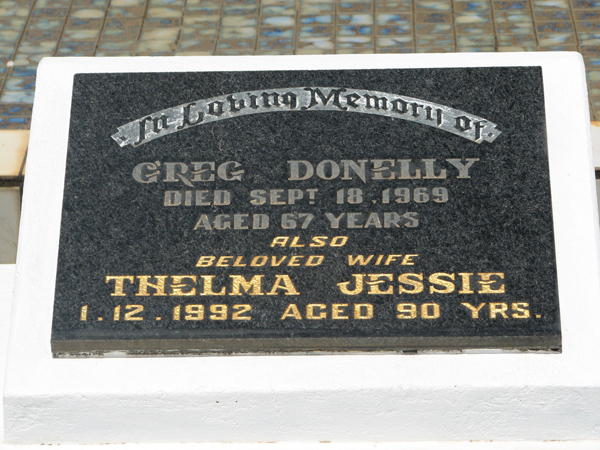 In Loving Memory of
GREG DONELLY
DIED SEPT 18.1969
AGED 67 YEARS
ALSO
BELOVED WIFE
THELMA JESSIE
1.12.1992 AGED 90 YRS.